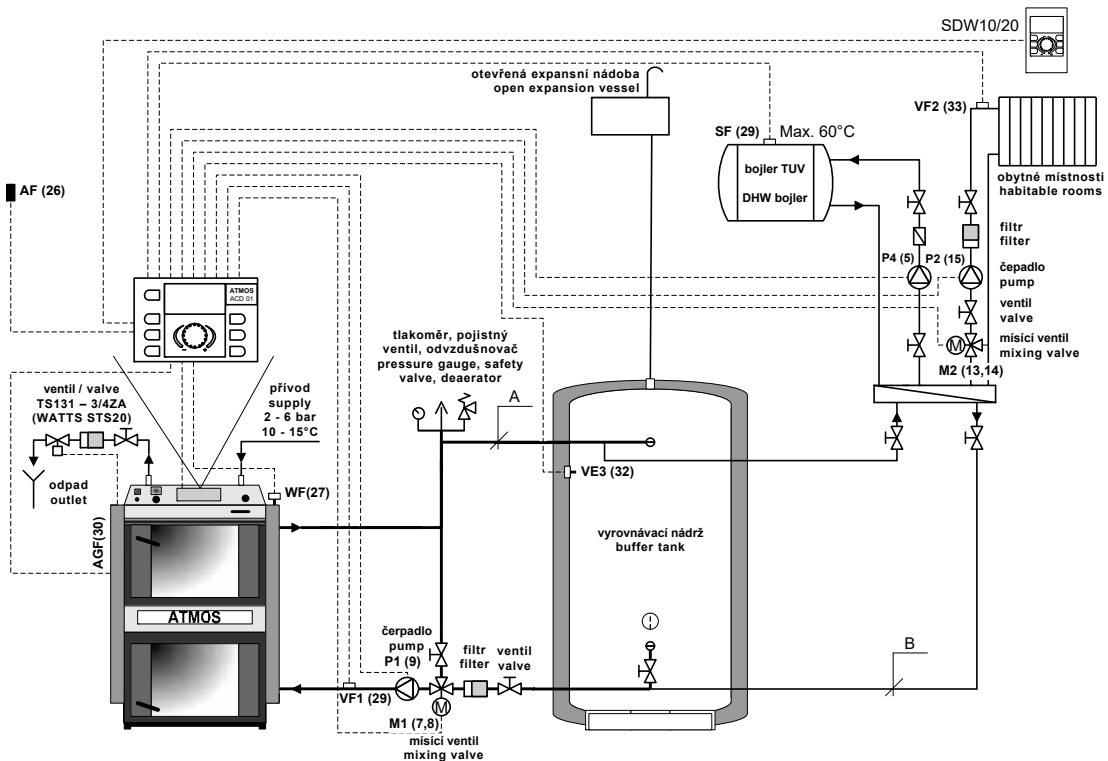 SDW10/20
otevřená expansní nádoba
open expansion vessel
VF2 (33)
SF (29)
Max. 60°C
bojler TUV
DHW bojler
obytné místnosti
habitable rooms
AF (26)
filtr
filter
P4 (5)
P2 (15)
čepadlo
pump
ATMOS
ACD 01
ventil
valve
tlakoměr, pojistný
ventil, odvzdušnovač
pressure gauge, safety
valve, deaerator
M
mísící ventil
mixing valve
M2 (13,14)
ventil / valve
TS131 – 3/4ZA
(WATTS STS20)
přívod
supply
2 - 6 bar
10 - 15°C
A
VE3 (32)
odpad
outlet
WF(27)
AGF(30)
vyrovnávací nádrž
buffer tank
ATMOS
čerpadlo
pump
P1 (9)
filtr
filter
ventil
valve
B
VF1 (29)
M
M1 (7,8)
mísící ventil
mixing valve